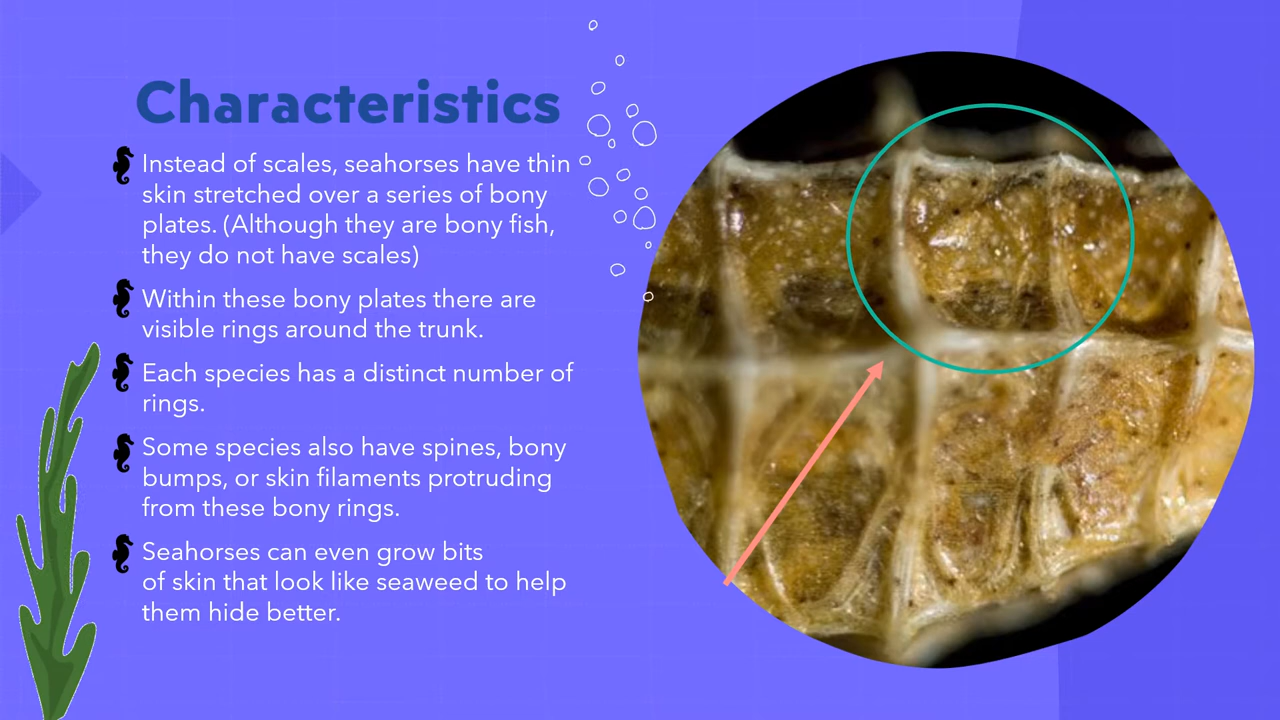 Characteristics
Instead of scales, seahorses have thin
skin stretched over a series of bony
plates. (Although they are bony fish,
they do not have scales)
Within these bony plates there are
visible rings around the trunk.
Each species has a distinct number of
rings.
Some species also have spines, bony
bumps, or skin filaments protruding
from these bony rings.
Seahorses can even grow bits
of skin that look like seaweed to help
them hide better.